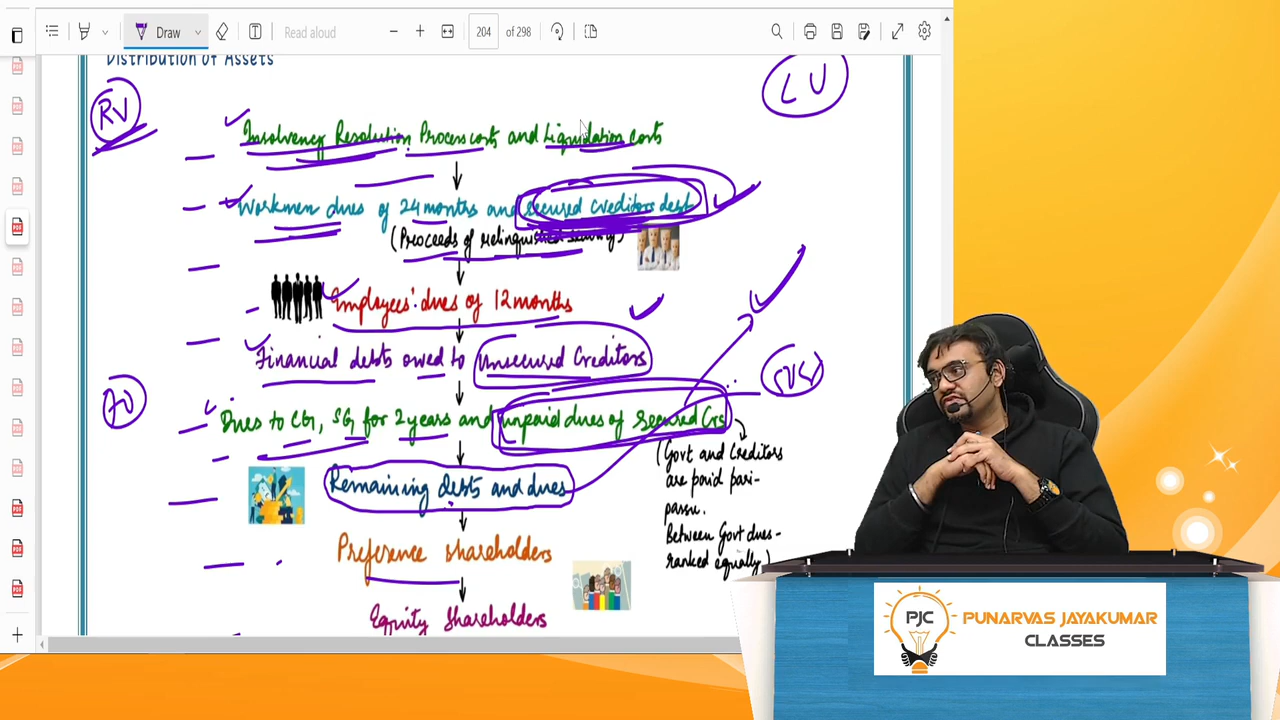 Draw
Read aloud
204
of 298
Distribution of Assets
RV
LV
Insolvency Resolution Process costs and Liquidation costs
Workmen dues of 24 months and secured creditors debt
(Proceeds of relinquished
Employees' dues of 12 months
Financial debts owed to Unsecured Creditors
Dues to CG, SG for 2 years and unpaid dues of secured Crs
(Govt and Creditors
are paid pari-
passu.
Between Govt dues-
ranked equally)
Remaining debts and dues
Preference shareholders
Equity shareholders
PJC
PUNARVAS JAYAKUMAR
CLASSES